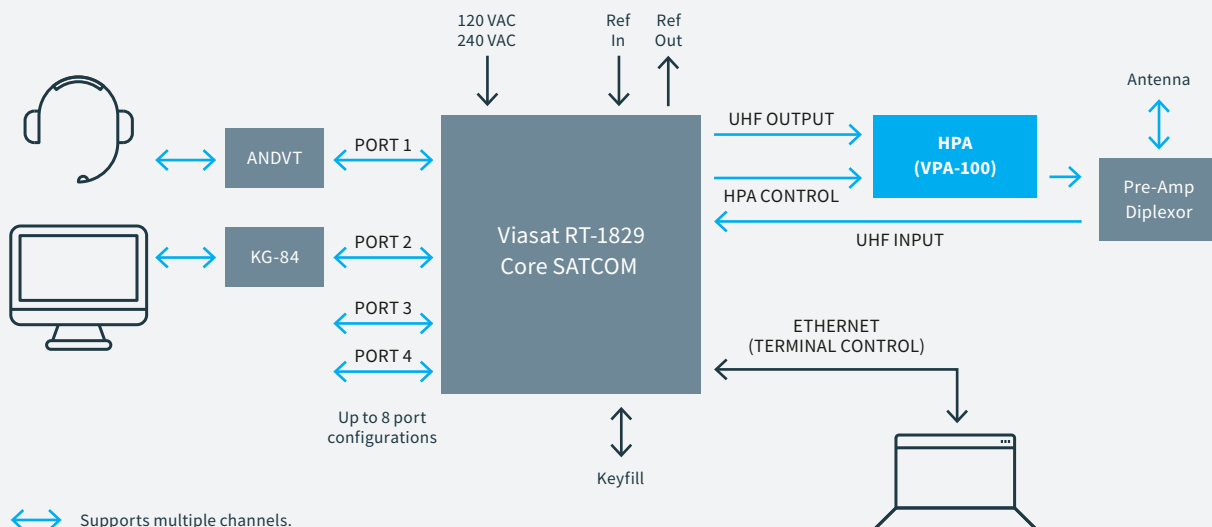 120 VAC
240 VAC
Ref
In
Ref
Out
Antenna
ANDVT
PORT 1
UHF OUTPUT
HPA
(VPA-100)
HPA CONTROL
Pre-Amp
Diplexor
UHF INPUT
KG-84
PORT 2
Viasat RT-1829
Core SATCOM
PORT 3
PORT 4
ETHERNET
(TERMINAL CONTROL)
Up to 8 port
configurations
Keyfill
Supports multiple channels.